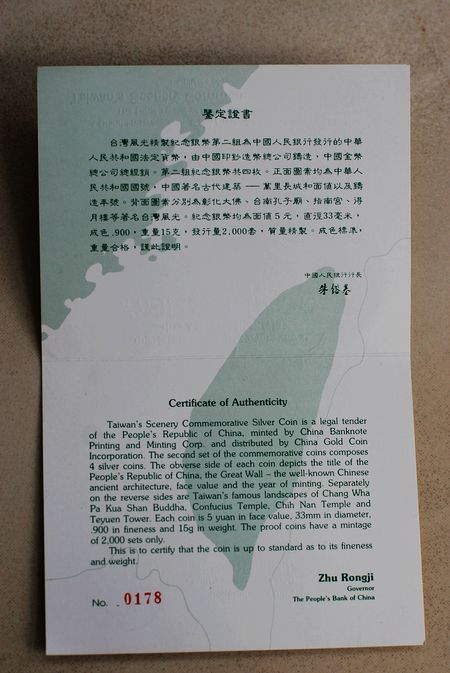 鑒定證書
台灣風光精製紀念銀幣第二組為中國人民銀行發行的中華
人民共和國法定貨幣，由中國印鈔造幣總公司鑄造，中國金幣
總公司總經銷。第二組紀念銀幣共四枚。正面圖案均為中華人
民共和國國號，中國著名古代建築 — 萬里長城和面值以及鑄
造年號。背面圖案分別為彰化大佛、台南孔子廟、指南宮、得
月樓等著名台灣風光。紀念銀幣均為面值5元，直徑33毫米，
成色.900，重量15克，發行量2,000套，質量精製。成色標準，
重量合格，謹此證明。
中國人民銀行行長
朱鎔基
Certificate of Authenticity
Taiwan's Scenery Commemorative Silver Coin is a legal tender
of the People's Republic of China, minted by China Banknote
Printing and Minting Corp. and distributed by China Gold Coin
Incorporation. The second set of the commemorative coins composes
4 silver coins. The obverse side of each coin depicts the title of the
People's Republic of China, the Great Wall – the well-known Chinese
ancient architecture, face value and the year of minting. Separately
on the reverse sides are Taiwan's famous landscapes of Chang Wha
Pa Kua Shan Buddha, Confucius Temple, Chih Nan Temple and
Teyuen Tower. Each coin is 5 yuan in face value, 33mm in diameter,
.900 in fineness and 15g in weight. The proof coins have a mintage
of 2,000 sets only.
This is to certify that the coin is up to standard as to its fineness
and weight.
Zhu Rongji
Governor
The People's Bank of China
No. 0178